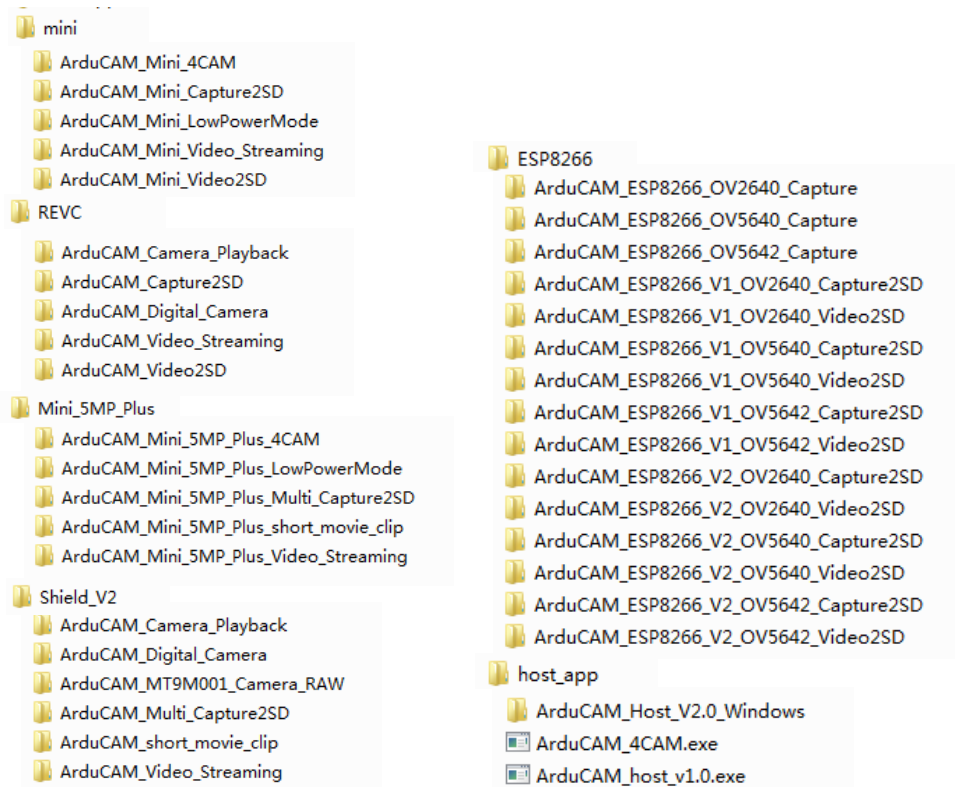 mini
ArduCAM_Mini_4CAM
ArduCAM_Mini_Capture2SD
ArduCAM_Mini_LowPowerMode
ArduCAM_Mini_Video_Streaming
ArduCAM_Mini_Video2SD
REVC
ArduCAM_Camera_Playback
ArduCAM_Capture2SD
ArduCAM_Digital_Camera
ArduCAM_Video_Streaming
ArduCAM_Video2SD
Mini_5MP_Plus
ArduCAM_Mini_5MP_Plus_4CAM
ArduCAM_Mini_5MP_Plus_LowPowerMode
ArduCAM_Mini_5MP_Plus_Multi_Capture2SD
ArduCAM_Mini_5MP_Plus_short_movie_clip
ArduCAM_Mini_5MP_Plus_Video_Streaming
Shield_V2
ArduCAM_Camera_Playback
ArduCAM_Digital_Camera
ArduCAM_MT9M001_Camera_RAW
ArduCAM_Multi_Capture2SD
ArduCAM_short_movie_clip
ArduCAM_Video_Streaming
ESP8266
ArduCAM_ESP8266_OV2640_Capture
ArduCAM_ESP8266_OV5640_Capture
ArduCAM_ESP8266_OV5642_Capture
ArduCAM_ESP8266_V1_OV2640_Capture2SD
ArduCAM_ESP8266_V1_OV2640_Video2SD
ArduCAM_ESP8266_V1_OV5640_Capture2SD
ArduCAM_ESP8266_V1_OV5640_Video2SD
ArduCAM_ESP8266_V1_OV5642_Capture2SD
ArduCAM_ESP8266_V1_OV5642_Video2SD
ArduCAM_ESP8266_V2_OV2640_Capture2SD
ArduCAM_ESP8266_V2_OV2640_Video2SD
ArduCAM_ESP8266_V2_OV5640_Capture2SD
ArduCAM_ESP8266_V2_OV5640_Video2SD
ArduCAM_ESP8266_V2_OV5642_Capture2SD
ArduCAM_ESP8266_V2_OV5642_Video2SD
host_app
ArduCAM_Host_V2.0_Windows
ArduCAM_4CAM.exe
ArduCAM_host_v1.0.exe